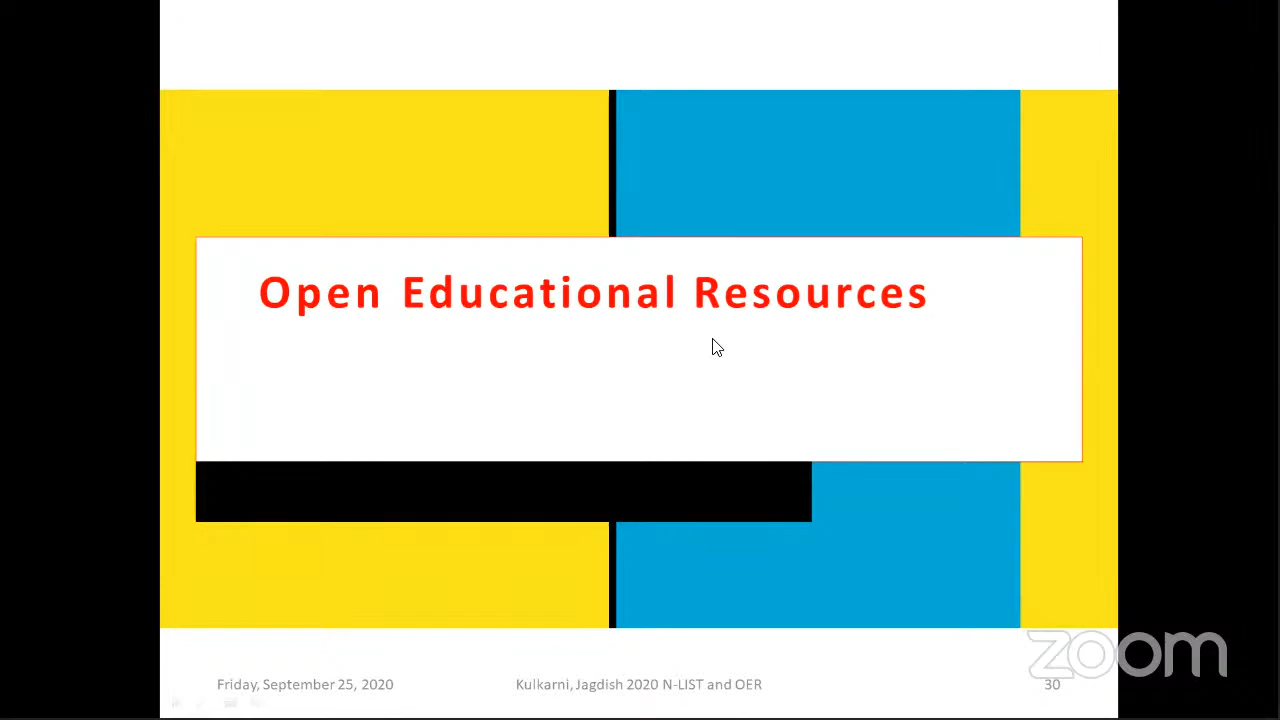 Open Educational Resources
Friday, September 25, 2020
Kulkarni, Jagdish 2020 N-LIST and OER
30
zoom